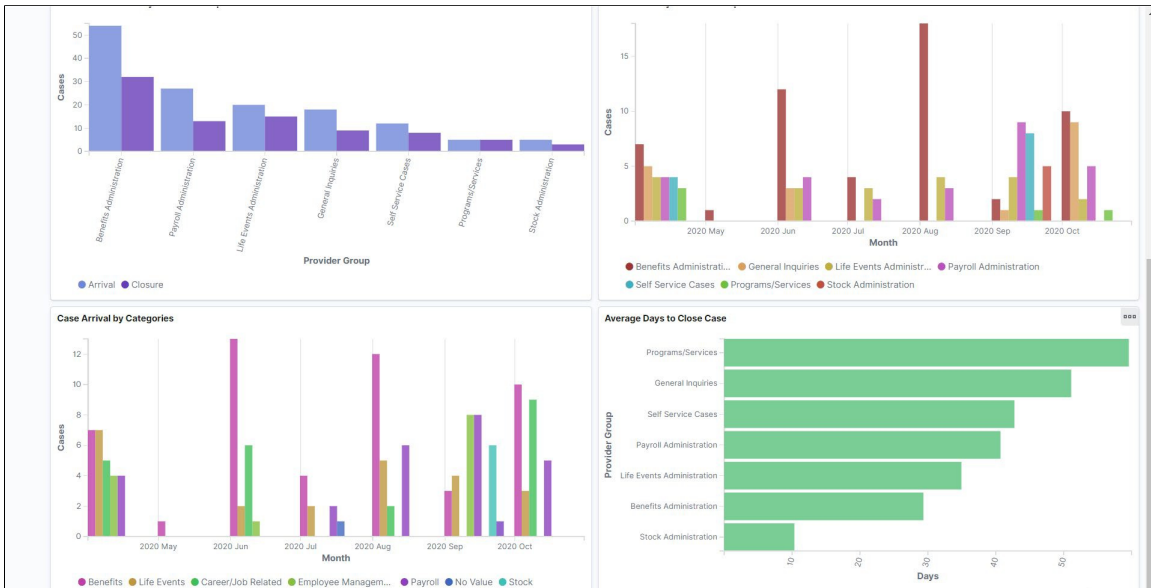 50
40
30
20
10
0
Cases
Benefits Administration
Payroll Administration
Life Events Administration
General Inquiries
Self Service Cases
Programs/Services
Stock Administration
Provider Group
Arrival Closure
15
10
5
0
Cases
2020 May 2020 Jun 2020 Jul 2020 Aug 2020 Sep 2020 Oct
Month
Benefits Administrati... General Inquiries Life Events Administr... Payroll Administration
Self Service Cases Programs/Services Stock Administration
Case Arrival by Categories
12
10
8
6
4
2
0
Cases
2020 May 2020 Jun 2020 Jul 2020 Aug 2020 Sep 2020 Oct
Month
Benefits Life Events Career/Job Related Employee Managem... Payroll No Value Stock
Average Days to Close Case
Provider Group
Programs/Services
General Inquiries
Self Service Cases
Payroll Administration
Life Events Administration
Benefits Administration
Stock Administration
10 20 30 40 50
Days